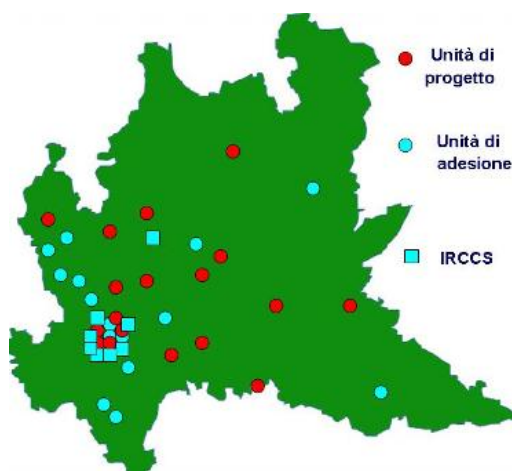 Unità di
progetto
Unità di
adesione
IRCCS